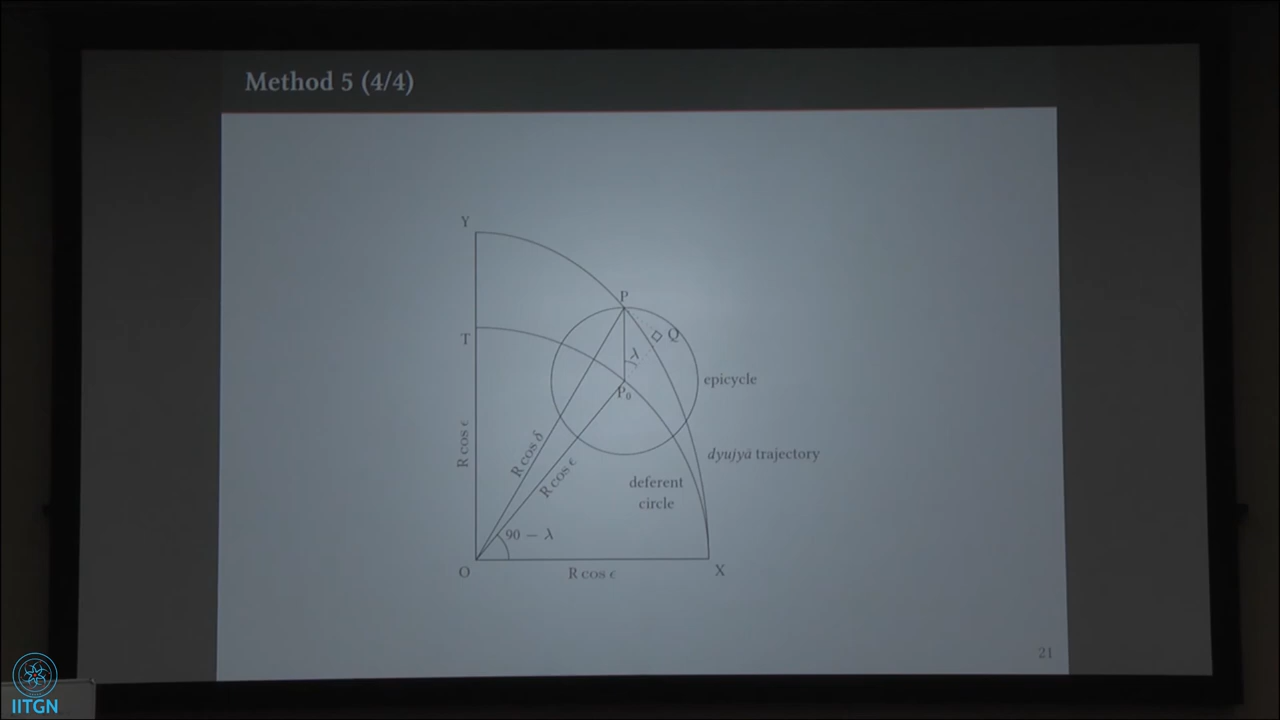 Method 5 (4/4)
Y
P
T
Q
λ
P₀
epicycle
R cos ϵ
R cos δ
R cos ϵ
dyujyā trajectory
deferent
circle
90 − λ
O
R cos ϵ
X
21
IITGN